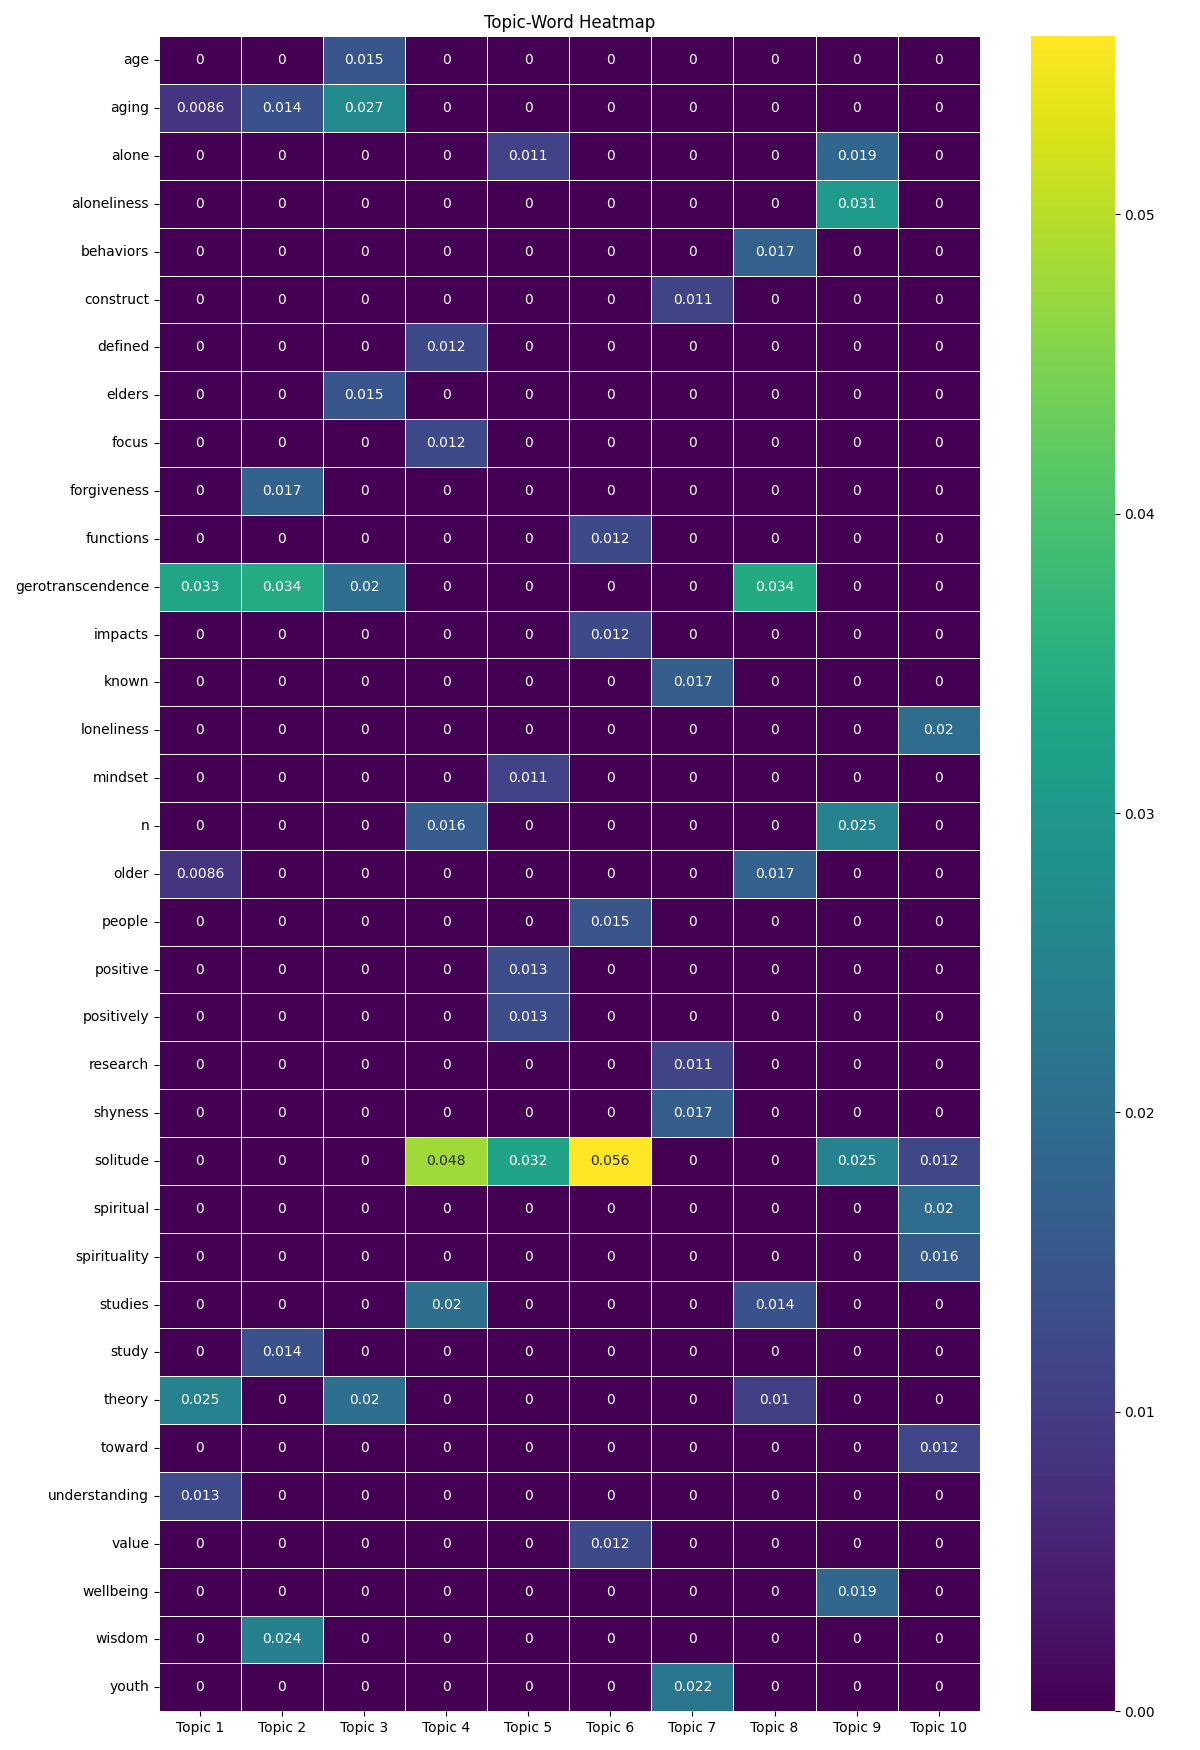 Topic-Word Heatmap
age 0 0 0.015 0 0 0 0 0 0 0
aging 0.0086 0.014 0.027 0 0 0 0 0 0 0
alone 0 0 0 0 0.011 0 0 0 0.019 0
aloneliness 0 0 0 0 0 0 0 0 0.031 0
behaviors 0 0 0 0 0 0 0 0.017 0 0
construct 0 0 0 0 0 0 0.011 0 0 0
defined 0 0 0 0.012 0 0 0 0 0 0
elders 0 0 0.015 0 0 0 0 0 0 0
focus 0 0 0 0.012 0 0 0 0 0 0
forgiveness 0 0.017 0 0 0 0 0 0 0 0
functions 0 0 0 0 0 0.012 0 0 0 0
gerotranscendence 0.033 0.034 0.02 0 0 0 0 0.034 0 0
impacts 0 0 0 0 0 0.012 0 0 0 0
known 0 0 0 0 0 0 0.017 0 0 0
loneliness 0 0 0 0 0 0 0 0 0 0.02
mindset 0 0 0 0 0.011 0 0 0 0 0
n 0 0 0 0.016 0 0 0 0 0.025 0
older 0.0086 0 0 0 0 0 0 0.017 0 0
people 0 0 0 0 0 0.015 0 0 0 0
positive 0 0 0 0 0.013 0 0 0 0 0
positively 0 0 0 0 0.013 0 0 0 0 0
research 0 0 0 0 0 0 0.011 0 0 0
shyness 0 0 0 0 0 0 0.017 0 0 0
solitude 0 0 0 0.048 0.032 0.056 0 0 0.025 0.012
spiritual 0 0 0 0 0 0 0 0 0 0.02
spirituality 0 0 0 0 0 0 0 0 0 0.016
studies 0 0 0 0.02 0 0 0 0.014 0 0
study 0 0.014 0 0 0 0 0 0 0 0
theory 0.025 0 0.02 0 0 0 0 0.01 0 0
toward 0 0 0 0 0 0 0 0 0 0.012
understanding 0.013 0 0 0 0 0 0 0 0 0
value 0 0 0 0 0 0.012 0 0 0 0
wellbeing 0 0 0 0 0 0 0 0 0.019 0
wisdom 0 0.024 0 0 0 0 0 0 0 0
youth 0 0 0 0 0 0 0.022 0 0 0
Topic 1 Topic 2 Topic 3 Topic 4 Topic 5 Topic 6 Topic 7 Topic 8 Topic 9 Topic 10
0.05
0.04
0.03
0.02
0.01
0.00